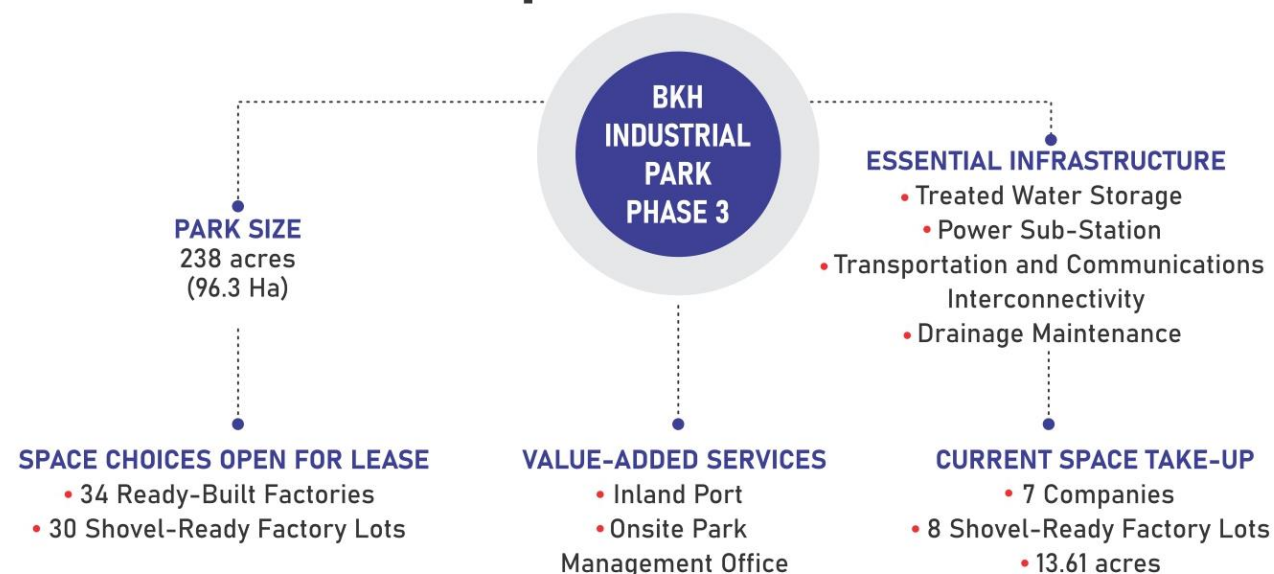 BKH
INDUSTRIAL
PARK
PHASE 3
PARK SIZE
238 acres
(96.3 Ha)
ESSENTIAL INFRASTRUCTURE
• Treated Water Storage
• Power Sub-Station
• Transportation and Communications
Interconnectivity
• Drainage Maintenance
SPACE CHOICES OPEN FOR LEASE
• 34 Ready-Built Factories
• 30 Shovel-Ready Factory Lots
VALUE-ADDED SERVICES
• Inland Port
• Onsite Park
Management Office
CURRENT SPACE TAKE-UP
• 7 Companies
• 8 Shovel-Ready Factory Lots
• 13.61 acres